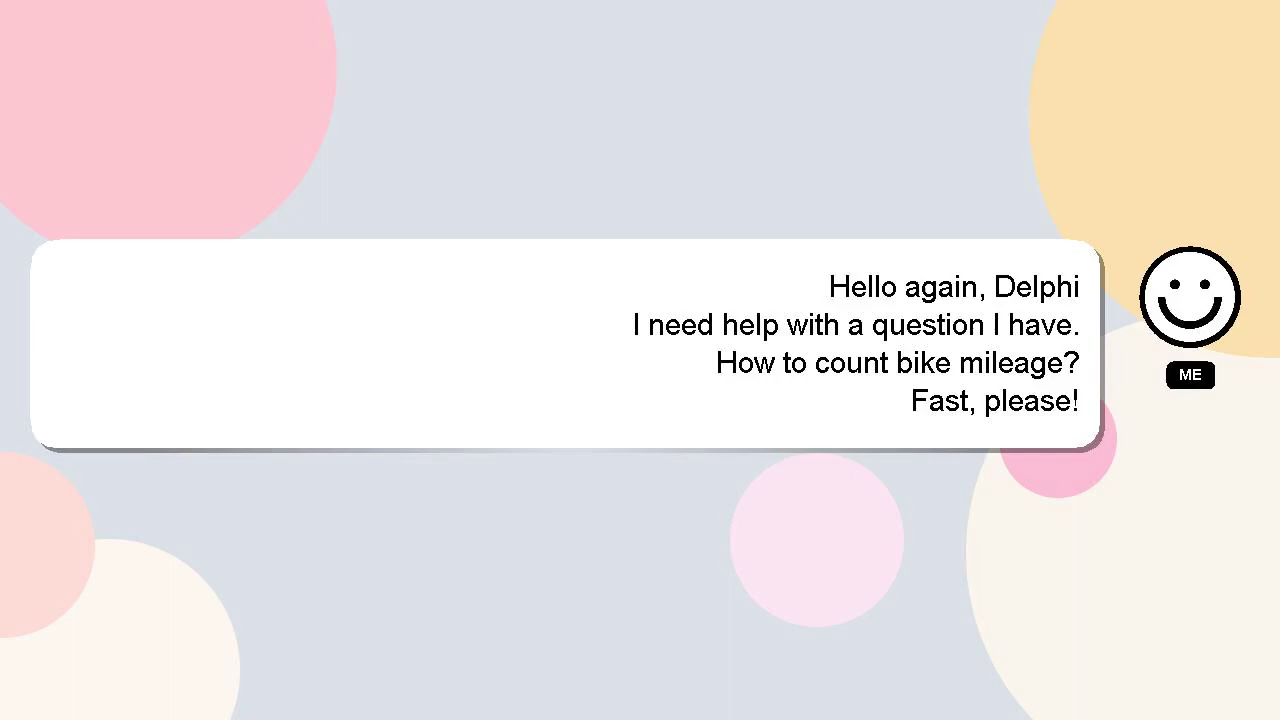 Hello again, Delphi
I need help with a question I have.
How to count bike mileage?
Fast, please!
ME